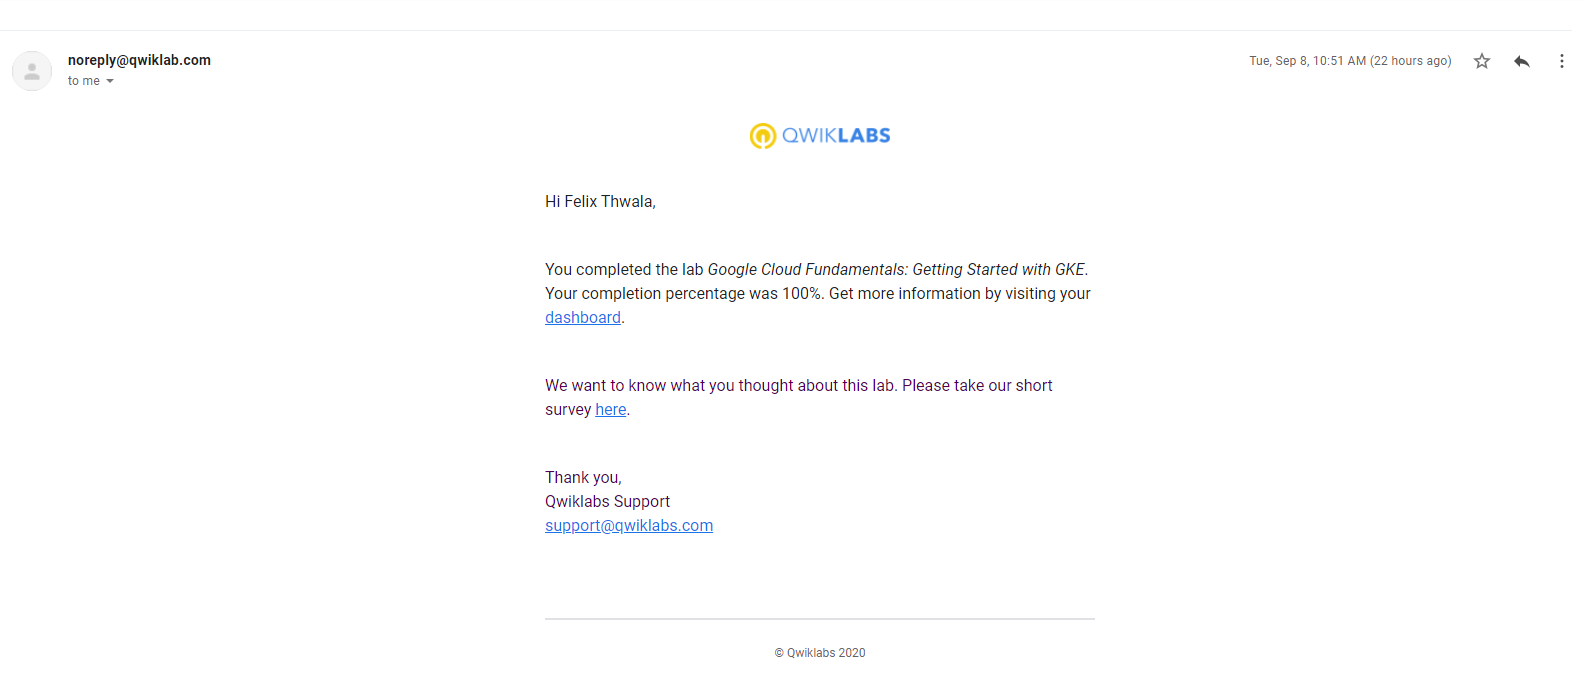 noreply@qwiklab.com
Tue, Sep 8, 10:51 AM (22 hours ago)
to me
QWIKLABS
Hi Felix Thwala,
You completed the lab Google Cloud Fundamentals: Getting Started with GKE.
Your completion percentage was 100%. Get more information by visiting your
dashboard.
We want to know what you thought about this lab. Please take our short
survey here.
Thank you,
Qwiklabs Support
support@qwiklabs.com
© Qwiklabs 2020